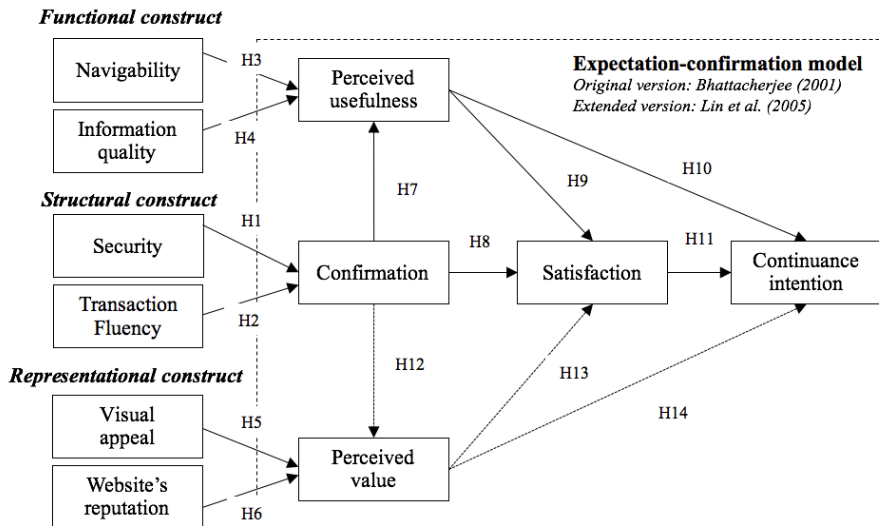 Functional construct
Navigability
H3
Information
quality
H4
Perceived
usefulness
Expectation-confirmation model
Original version: Bhattacherjee (2001)
Extended version: Lin et al. (2005)
H10
H9
H7
Structural construct
H1
Security
Transaction
Fluency
H2
Confirmation
H8
Satisfaction
H11
Continuance
intention
H12
H13
H14
Representational construct
Visual
appeal
H5
Website’s
reputation
H6
Perceived
value